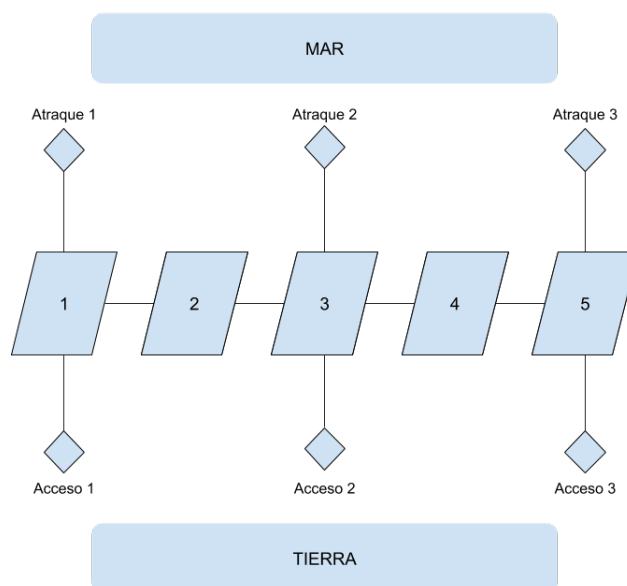 MAR
Atraque 1 Atraque 2 Atraque 3
1 2 3 4 5
Acceso 1 Acceso 2 Acceso 3
TIERRA